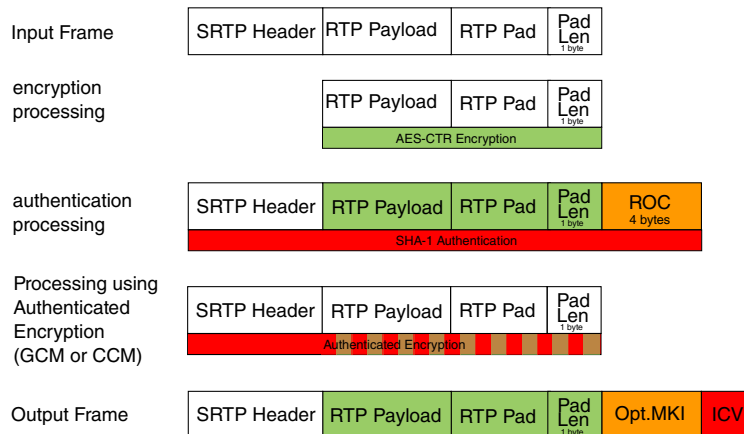 Input Frame
SRTP Header RTP Payload RTP Pad Pad Len 1 byte
encryption processing
RTP Payload RTP Pad Pad Len 1 byte
AES-CTR Encryption
authentication processing
SRTP Header RTP Payload RTP Pad Pad Len 1 byte ROC 4 bytes
SHA-1 Authentication
Processing using Authenticated Encryption (GCM or CCM)
SRTP Header RTP Payload RTP Pad Pad Len 1 byte
Authenticated Encryption
Output Frame
SRTP Header RTP Payload RTP Pad Pad Len 1 byte Opt.MKI ICV